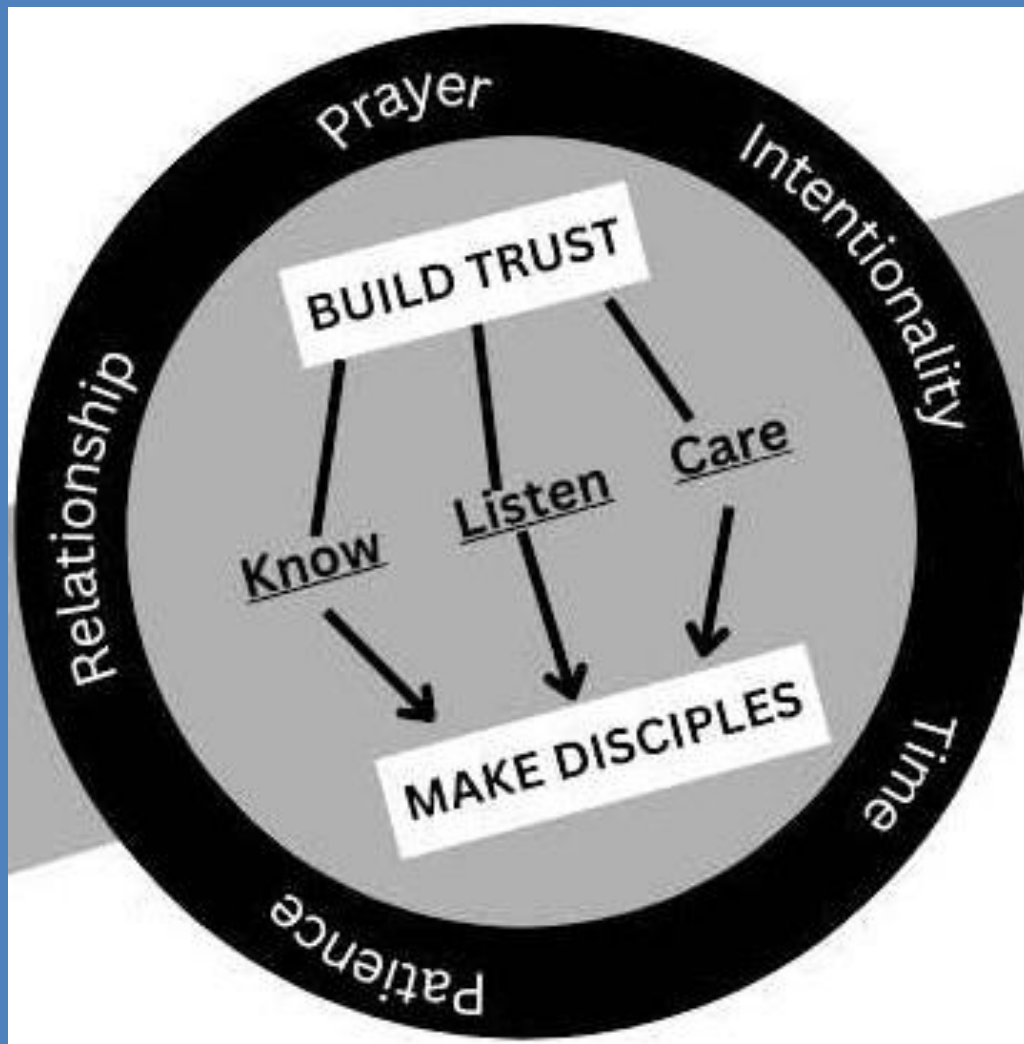 Prayer
Intentionality
Time
Patience
Relationship
BUILD TRUST
Know
Listen
Care
MAKE DISCIPLES